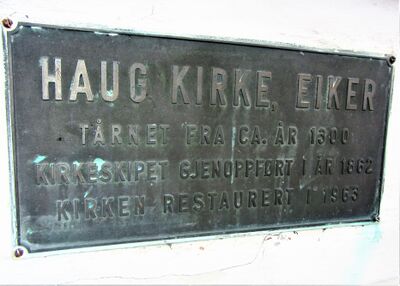 HAUG KIRKE, EIKER
TÅRNET FRA CA. ÅR 1300
KIRKESKIPET GJENOPPFØRT I ÅR 1862
KIRKEN RESTAURERT I 1963